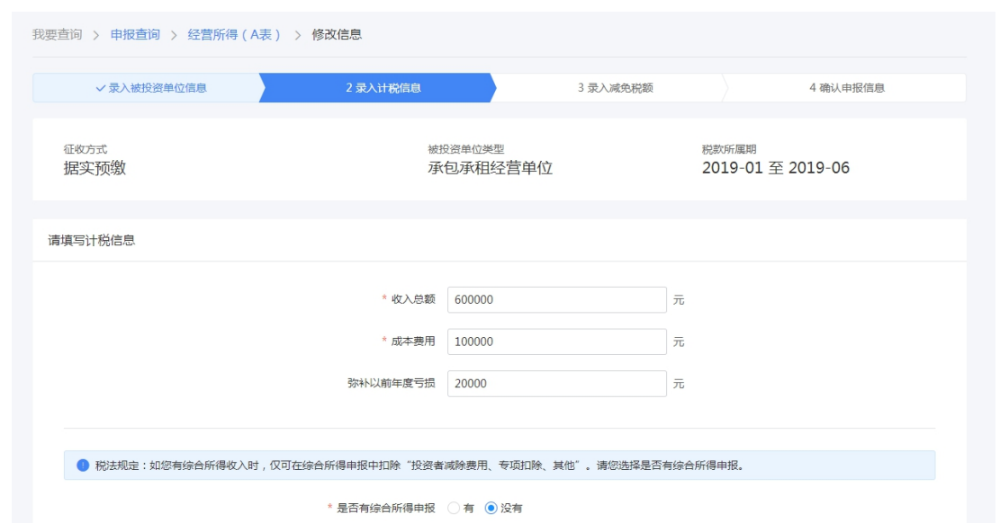 我要查询 > 申报查询 > 经营所得(A表) > 修改信息
✓录入被投资单位信息 2 录入计税信息 3 录入减免税额 4 确认申报信息
征收方式 被投资单位类型 税款所属期
据实预缴 承包承租经营单位 2019-01 至 2019-06
请填写计税信息
* 收入总额 600000 元
* 成本费用 100000 元
弥补以前年度亏损 20000 元
! 税法规定:如您有综合所得收入时,仅可在综合所得申报中扣除“投资者减除费用、专项扣除、其他”。请您选择是否有综合所得申报。
* 是否有综合所得申报 有 没有